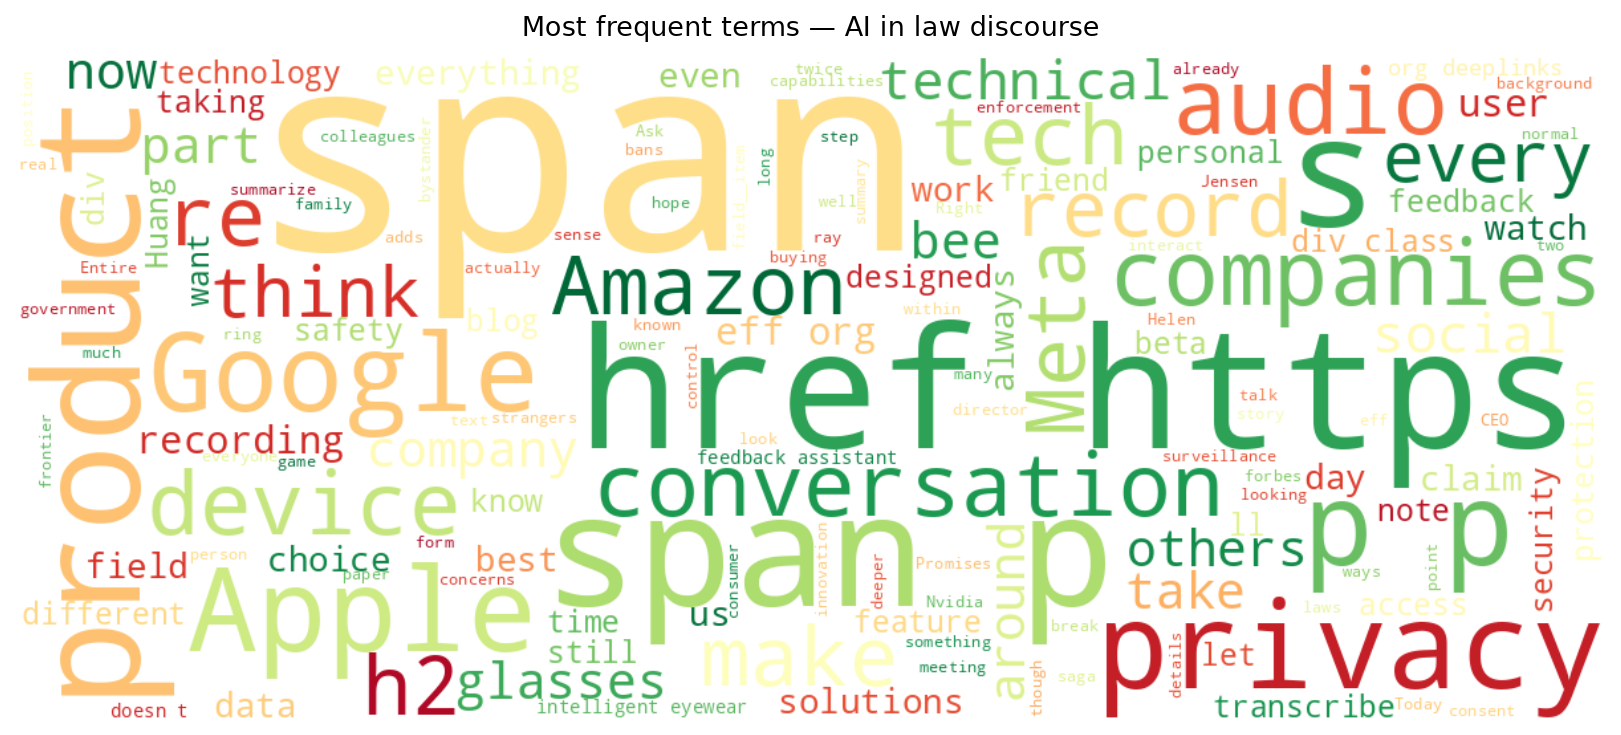 Most frequent terms — AI in law discourse
now technology everything even twice capabilities technical already org deeplinks background
position taking span enforcement audio user
product part colleagues Ask bans step tech personal s every normal
real div Huang summarize family bystander long summary field__item work friend Jensen record feedback
re hope well Right div class watch
want adds sense ray bee interact two
Entire think actually buying Amazon designed companies
government ring safety blog known within always Meta Helen social
much Google owner eff org href beta https
control many talk story eff CEO protection
frontier text strangers director
recording everyone game company look feedback assistant surveillance
device know conversation forbes looking day claim security
field person choice paper form concerns best span consumer innovation deeper Promises around p others ll p note p point ways
different Apple time us Nvidia feature take laws access
h2 still make something break privacy
glasses meeting though saga details let
doesn t data intelligent eyewear solutions transcribe Today consent